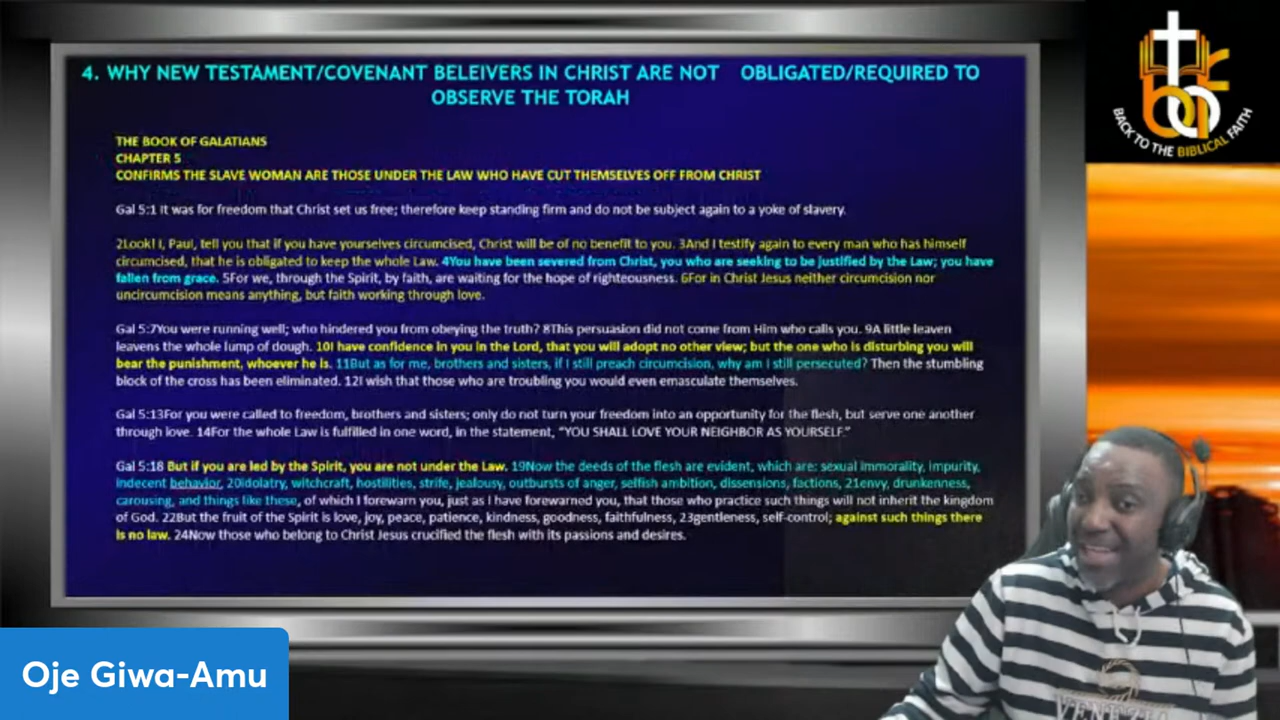 4. WHY NEW TESTAMENT/COVENANT BELEIVERS IN CHRIST ARE NOT OBLIGATED/REQUIRED TO
OBSERVE THE TORAH
THE BOOK OF GALATIANS
CHAPTER 5
CONFIRMS THE SLAVE WOMAN ARE THOSE UNDER THE LAW WHO HAVE CUT THEMSELVES OFF FROM CHRIST
Gal 5:1 It was for freedom that Christ set us free; therefore keep standing firm and do not be subject again to a yoke of slavery.
2Look! I, Paul, tell you that if you have yourselves circumcised, Christ will be of no benefit to you. 3And I testify again to every man who has himself
circumcised, that he is obligated to keep the whole Law. 4You have been severed from Christ, you who are seeking to be justified by the Law; you have
fallen from grace. 5For we, through the Spirit, by faith, are waiting for the hope of righteousness. 6For in Christ Jesus neither circumcision nor
uncircumcision means anything, but faith working through love.
Gal 5:7You were running well; who hindered you from obeying the truth? 8This persuasion did not come from Him who calls you. 9A little leaven
leavens the whole lump of dough. 10I have confidence in you in the Lord, that you will adopt no other view; but the one who is disturbing you will
bear the punishment, whoever he is. 11But as for me, brothers and sisters, if I still preach circumcision, why am I still persecuted? Then the stumbling
block of the cross has been eliminated. 12I wish that those who are troubling you would even emasculate themselves.
Gal 5:13For you were called to freedom, brothers and sisters; only do not turn your freedom into an opportunity for the flesh, but serve one another
through love. 14For the whole Law is fulfilled in one word, in the statement, “YOU SHALL LOVE YOUR NEIGHBOR AS YOURSELF.”
Gal 5:18 But if you are led by the Spirit, you are not under the Law. 19Now the deeds of the flesh are evident, which are: sexual immorality, impurity,
indecent behavior, 20idolatry, witchcraft, hostilities, strife, jealousy, outbursts of anger, selfish ambition, dissensions, factions, 21envy, drunkenness,
carousing, and things like these, of which I forewarn you, just as I have forewarned you, that those who practice such things will not inherit the kingdom
of God. 22But the fruit of the Spirit is love, joy, peace, patience, kindness, goodness, faithfulness, 23gentleness, self-control; against such things there
is no law. 24Now those who belong to Christ Jesus crucified the flesh with its passions and desires.
BACK TO THE BIBLICAL FAITH
Oje Giwa-Amu